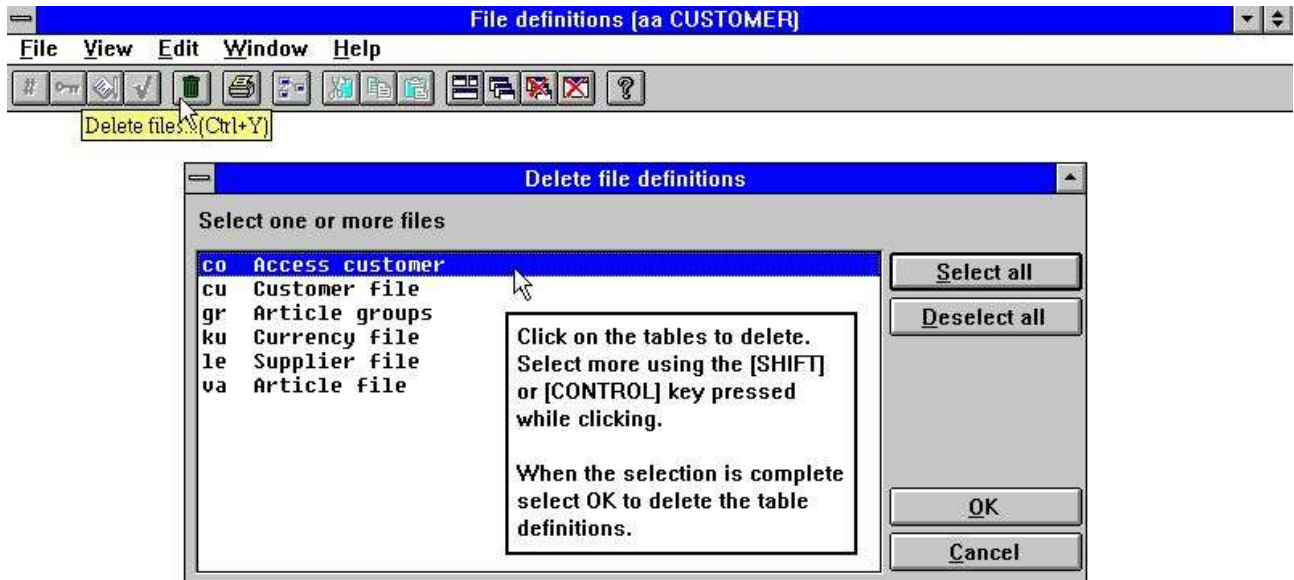 File definitions (aa CUSTOMER)
File View Edit Window Help
Delete files.. (Ctrl+Y)
Delete file definitions
Select one or more files
co Access customer
cu Customer file
gr Article groups
ku Currency file
le Supplier file
va Article file
Click on the tables to delete.
Select more using the [SHIFT]
or [CONTROL] key pressed
while clicking.
When the selection is complete
select OK to delete the table
definitions.
Select all
Deselect all
OK
Cancel